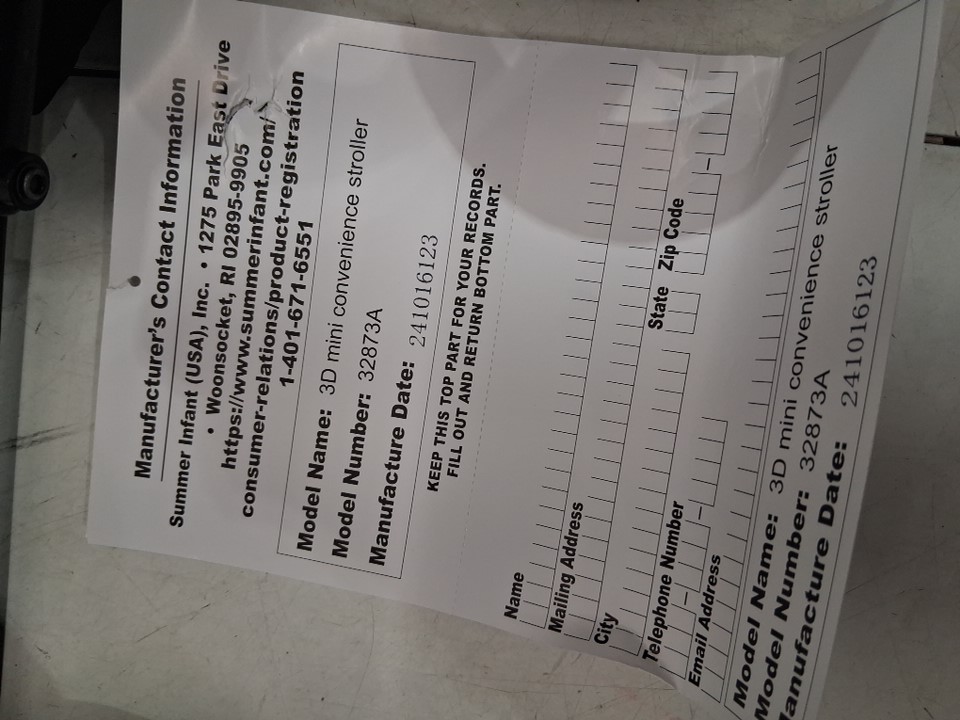 Manufacturer's Contact Information
Summer Infant (USA), Inc. • 1275 Park East Drive
• Woonsocket, RI 02895-9905
https://www.summerinfant.com/
consumer-relations/product-registration
1-401-671-6551
Model Name: 3D mini convenience stroller
Model Number: 32873A
Manufacture Date: 241016123
KEEP THIS TOP PART FOR YOUR RECORDS.
FILL OUT AND RETURN BOTTOM PART.
Name
Mailing Address
City
State Zip Code
Telephone Number
Email Address
Model Name: 3D mini convenience stroller
Model Number: 32873A
Manufacture Date: 241016123